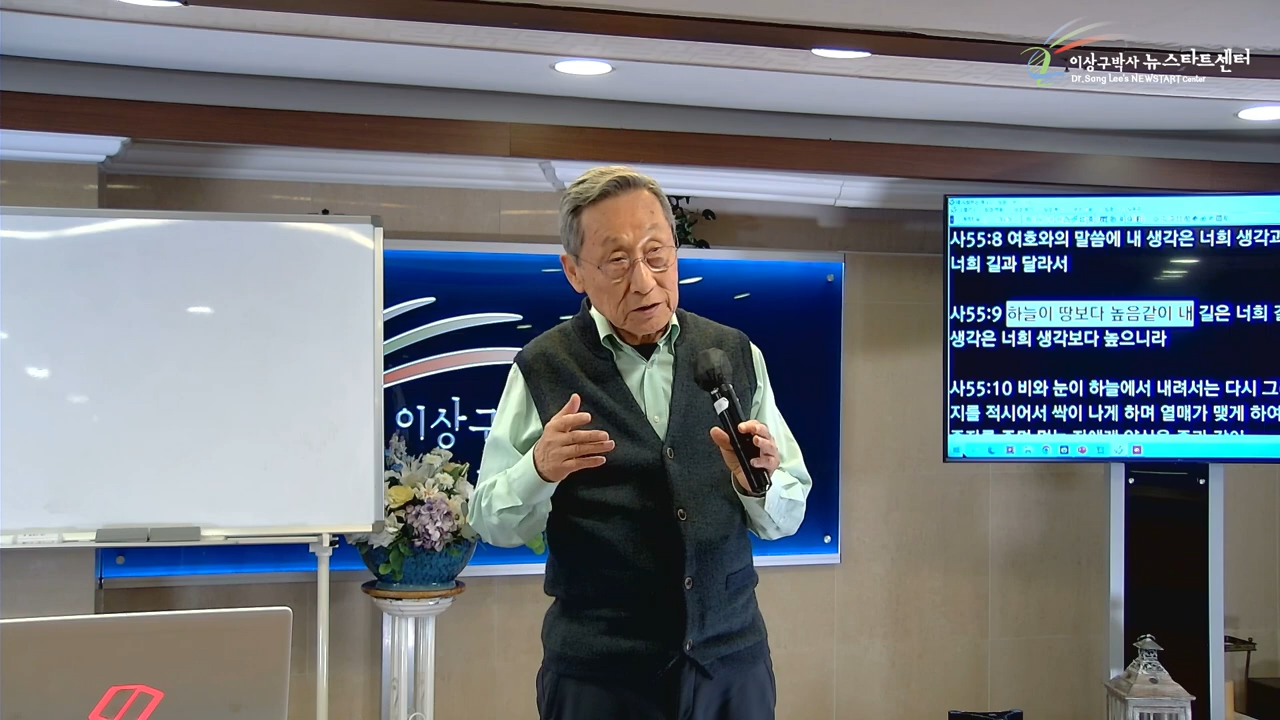 이상구박사 뉴스타트센터
Dr. Sang Lee's NEWSTART Center
이상구
사55:8 여호와의 말씀에 내 생각은 너희 생각과
너희 길과 달라서
사55:9 하늘이 땅보다 높음같이 내 길은 너희 길
생각은 너희 생각보다 높으니라
사55:10 비와 눈이 하늘에서 내려서는 다시 그
지를 적시어서 싹이 나게 하며 열매가 맺게 하여